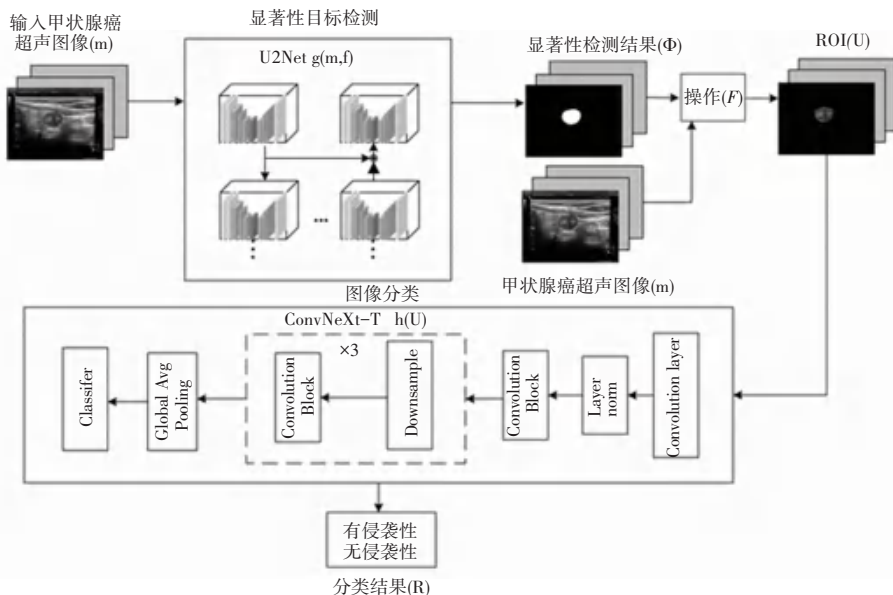 输入甲状腺癌
超声图像(m)
显著性目标检测
U2Net g(m,f)
...
显著性检测结果(Φ)
操作(F)
ROI(U)
甲状腺癌超声图像(m)
图像分类
ConvNeXt-T h(U)
×3
Classifer
Global Avg
Pooling
Convolution
Block
Downsample
Convolution
Block
Layer
norm
Convolution layer
有侵袭性
无侵袭性
分类结果(R)